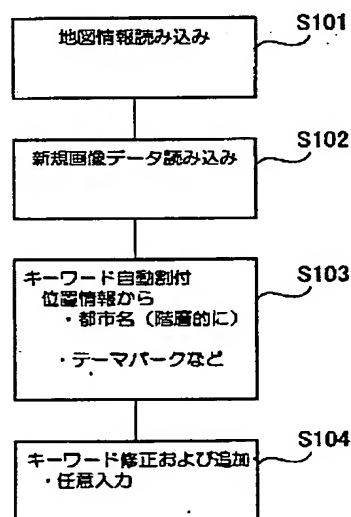 地図情報読み込み
S101
新規画像データ読み込み
S102
キーワード自動割付
位置情報から
・都市名（階層的に）
・テーマパークなど
S103
キーワード修正および追加
・任意入力
S104